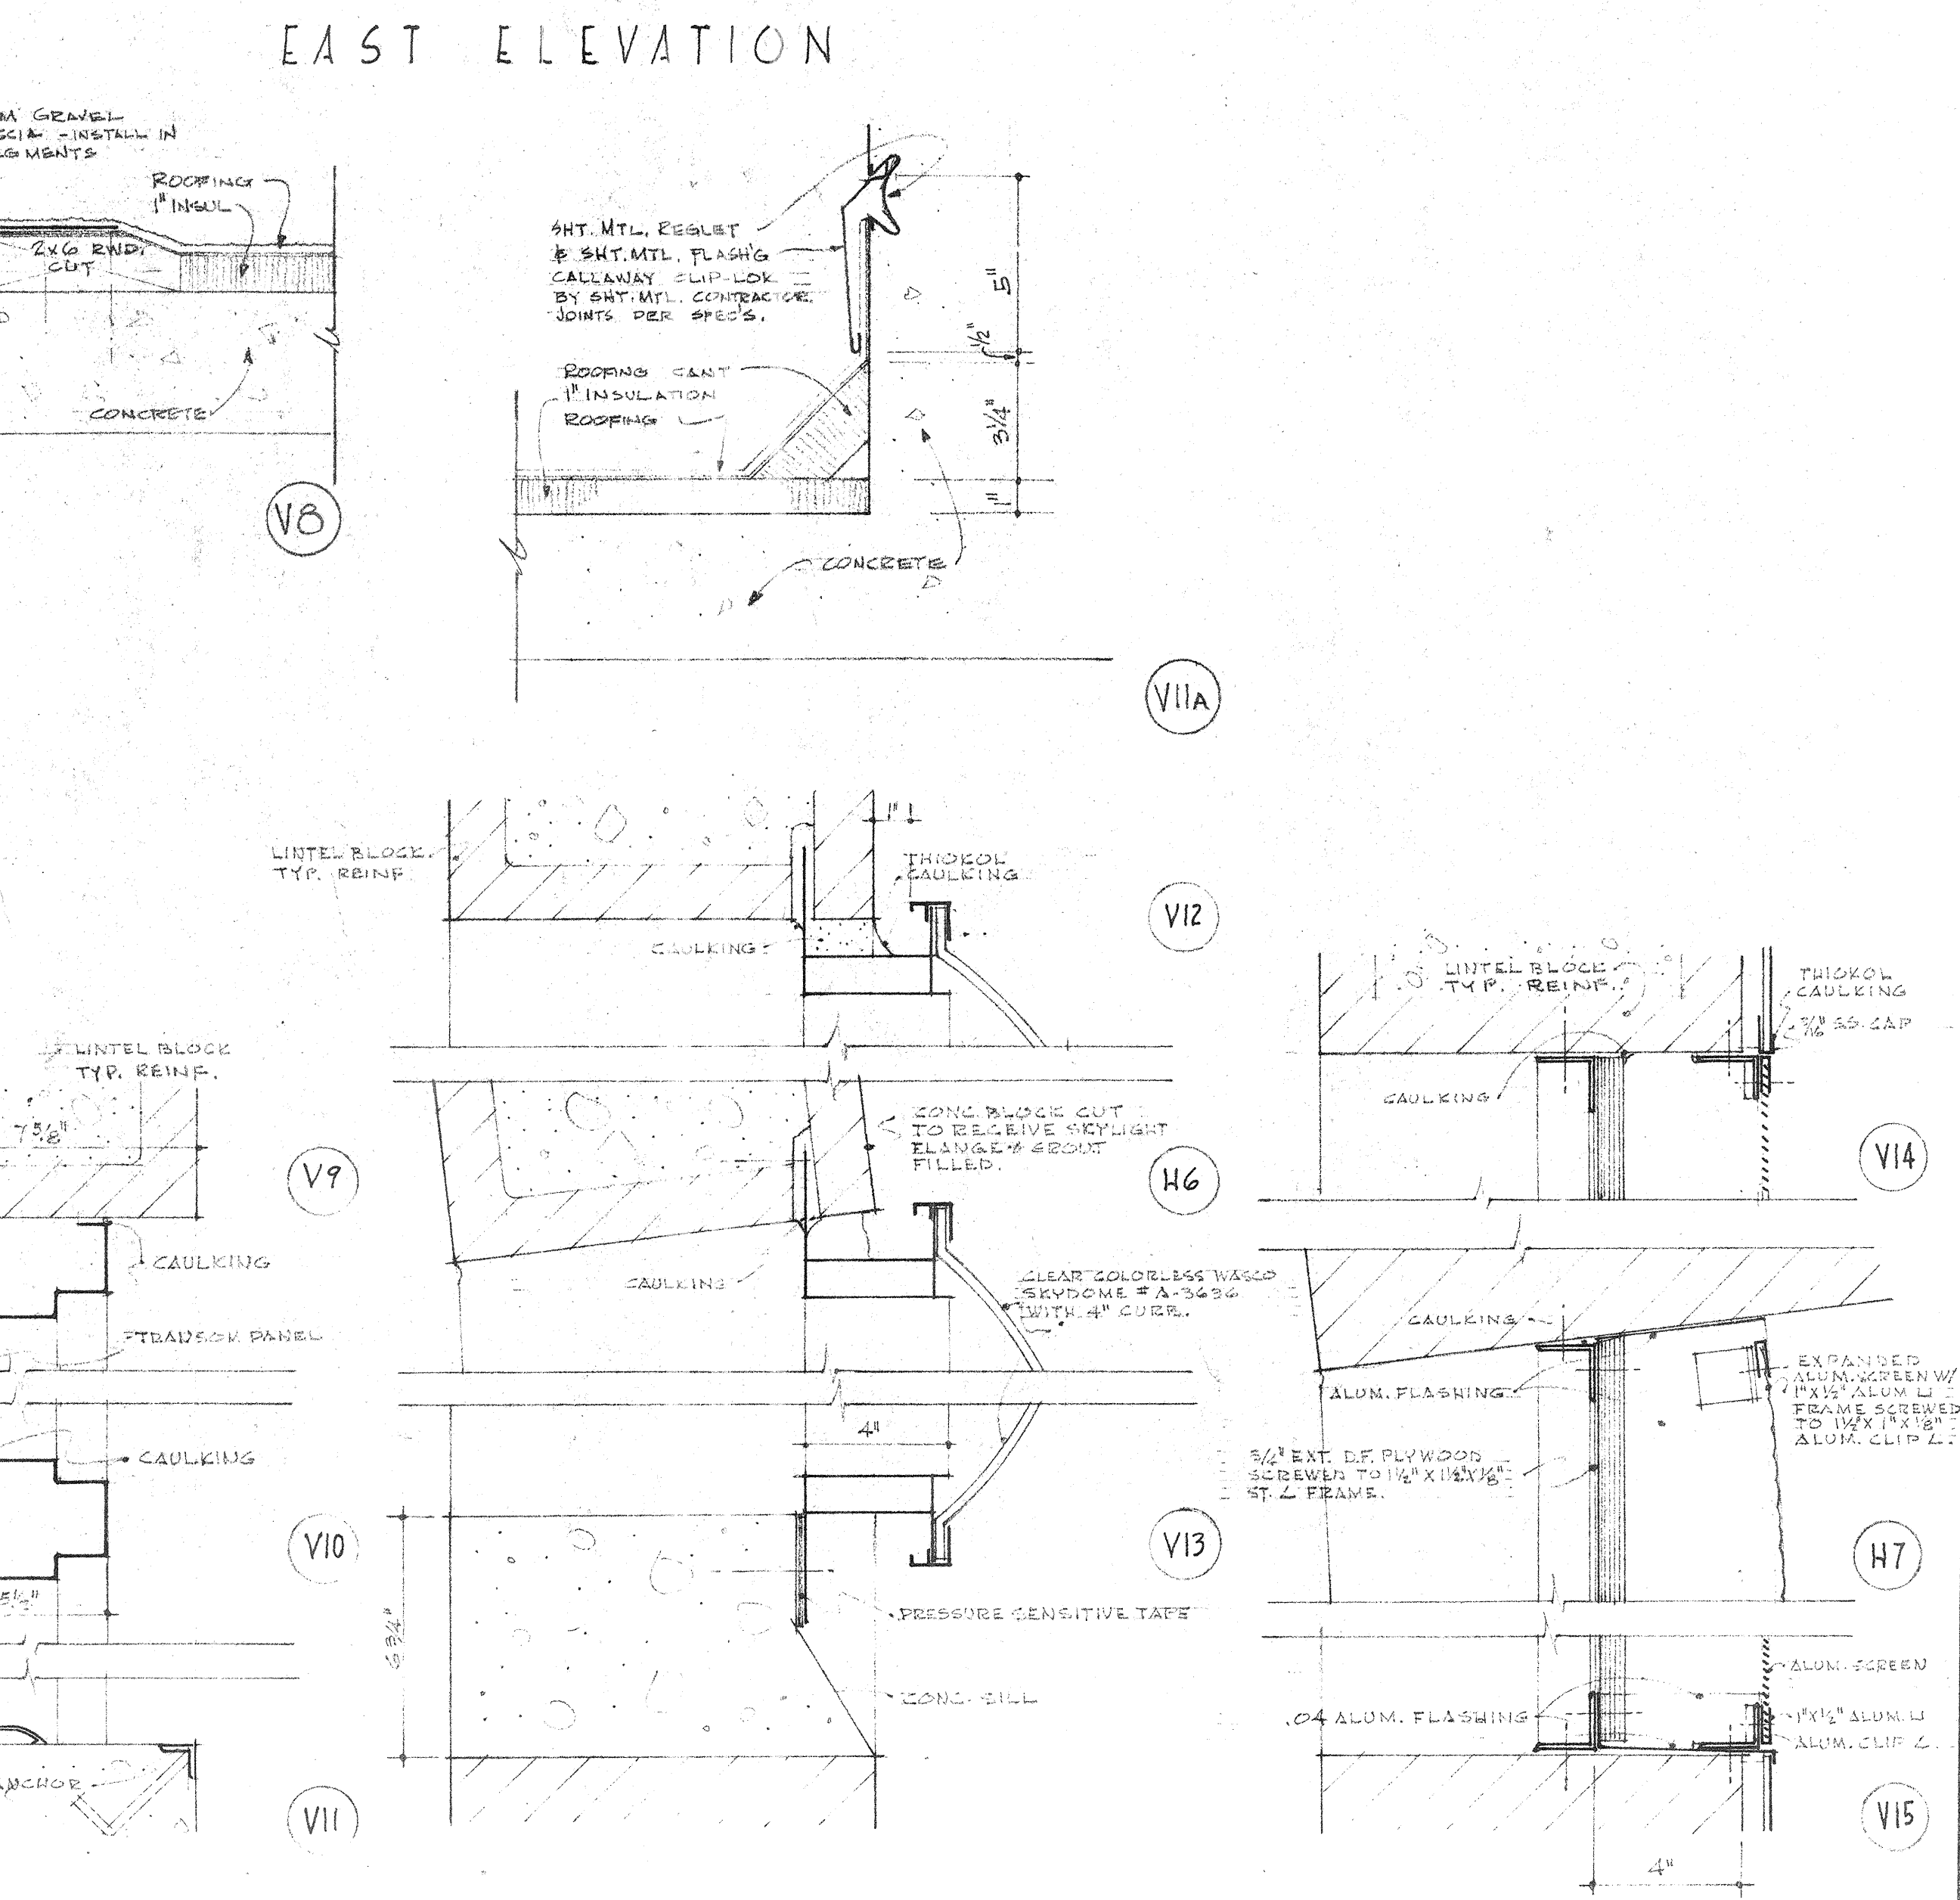 EAST ELEVATION
GRAVEL
-INSTALL IN
ROOFING
1" INSUL
2x6 RWD.
CUT
CONCRETE
V8
SHT. MTL. REGLET
& SHT. MTL. FLASH'G
CALLAWAY CLIP-LOK
BY SHT. MTL. CONTRACTOR.
JOINTS PER SPEC'S.
ROOFING CANT
1" INSULATION
ROOFING
5"
1/2"
3 1/4"
1"
CONCRETE
V11A
LINTEL BLOCK
TYP. REINF.
1"
THIOKOL
CAULKING
CAULKING
V12
CONC. BLOCK CUT
TO RECEIVE SKYLIGHT
FLANGE & GROUT
FILLED.
CAULKING
H6
CLEAR COLORLESS WASCO
SKYDOME # A-3636
WITH 4" CURB.
4"
6 3/4"
PRESSURE SENSITIVE TAPE
CONC. SILL
V13
LINTEL BLOCK
TYP. REINF.
7 5/8"
V9
CAULKING
TRANSOM PANEL
CAULKING
V10
5 1/2"
V11
LINTEL BLOCK
TYP. REINF.
THIOKOL
CAULKING
3/16" SS. CAP
CAULKING
V14
CAULKING
ALUM. FLASHING
EXPANDED
ALUM. SCREEN W/
1" X 1/2" ALUM ⊔
FRAME SCREWED
TO 1 1/2" X 1" X 1/8"
ALUM. CLIP ∠.
3/4" EXT. D.F. PLYWOOD
SCREWED TO 1 1/2" X 1 1/2" X 1/8"
ST. ∠ FRAME.
H7
ALUM. SCREEN
.04 ALUM. FLASHING
1" X 1/2" ALUM. ⊔
ALUM. CLIP ∠.
V15
4"